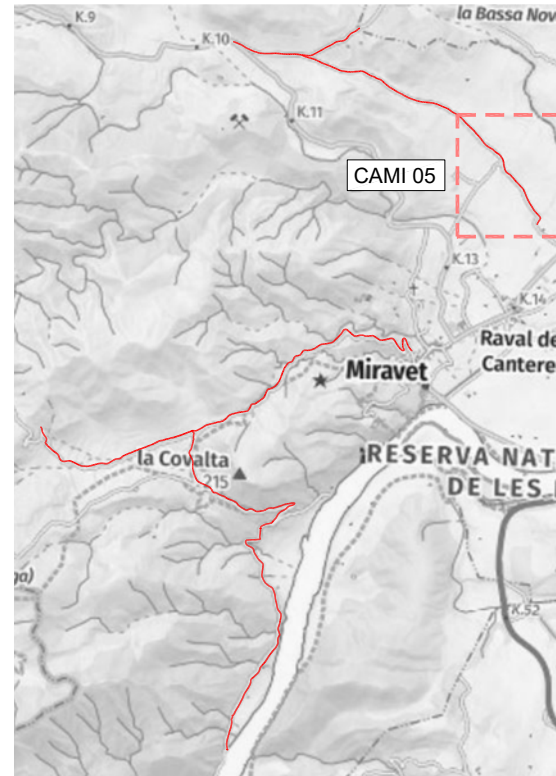 la Bassa Nov
K.9
K.10
K.11
CAMI 05
K.13
K.14
Raval de
Cantere
Miravet
RESERVA NAT
DE LES
la Covalta
215
ga)
K.52